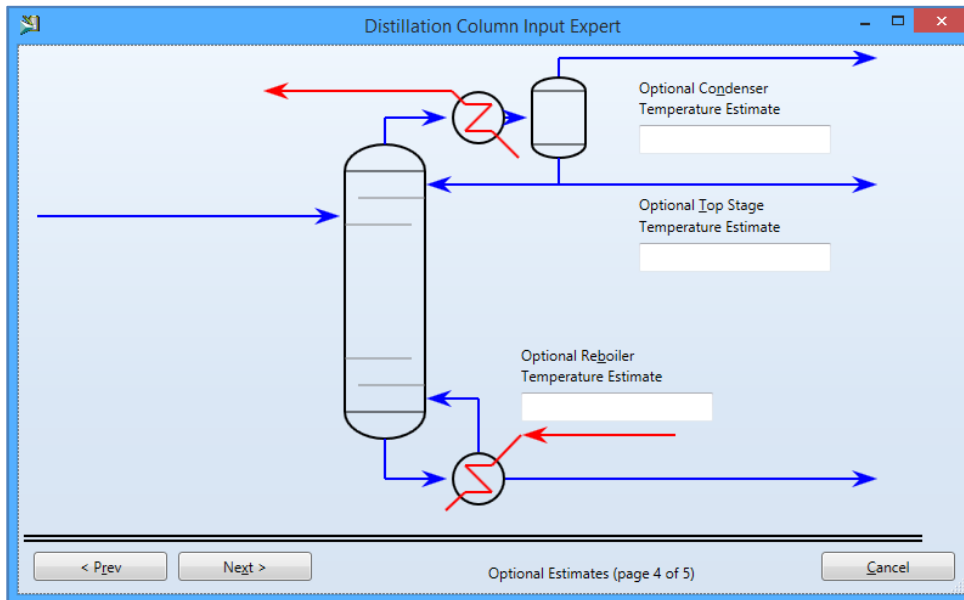 Distillation Column Input Expert
Optional Condenser
Temperature Estimate
Optional Top Stage
Temperature Estimate
Optional Reboiler
Temperature Estimate
< Prev
Next >
Optional Estimates (page 4 of 5)
Cancel